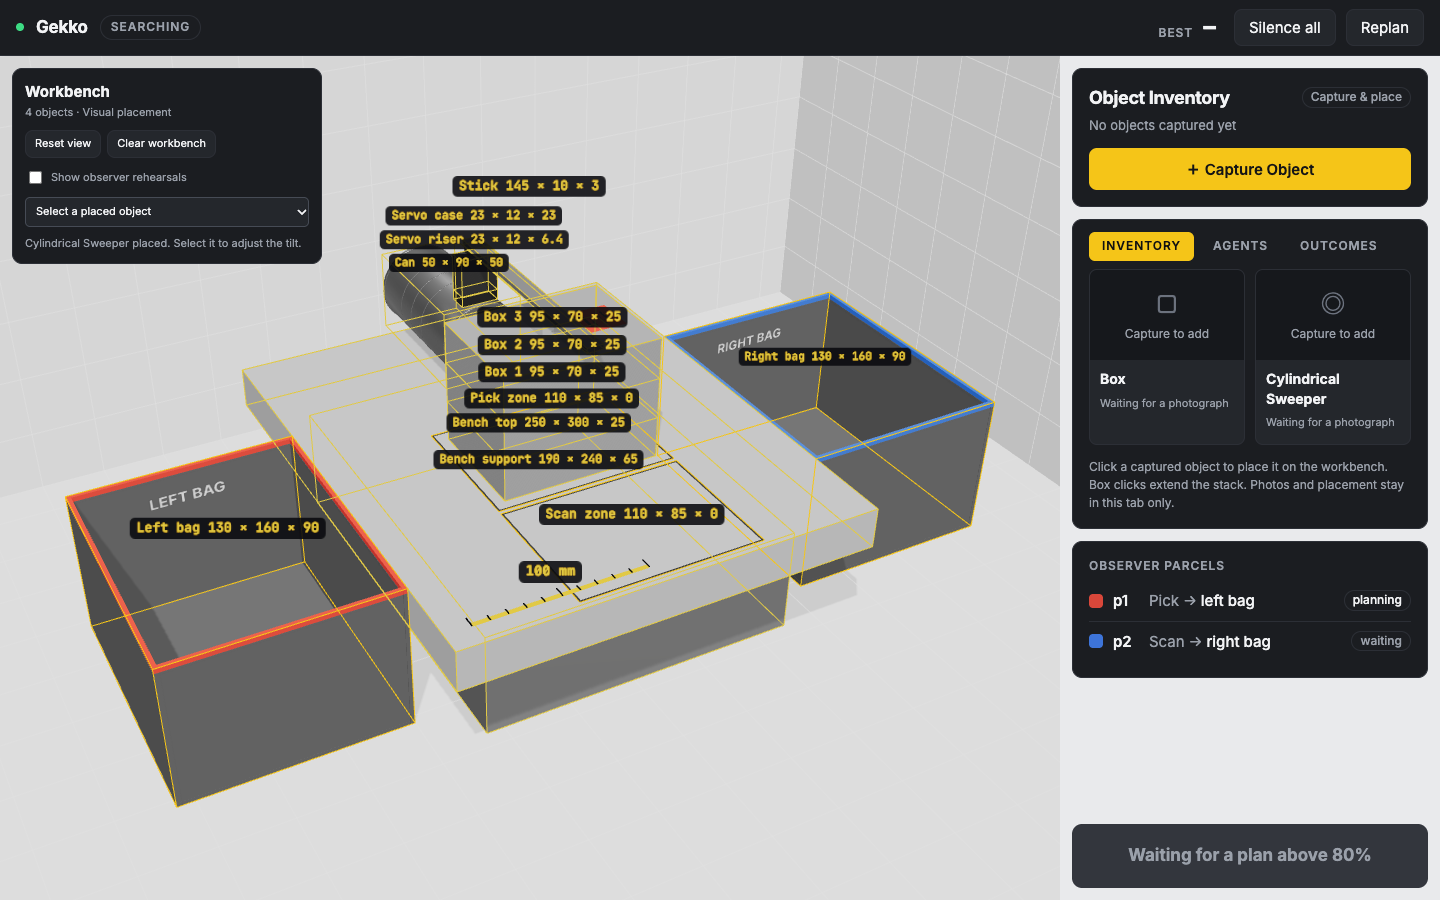 Gekko
SEARCHING
BEST –
Silence all
Replan
Workbench
4 objects · Visual placement
Reset view
Clear workbench
Show observer rehearsals
Select a placed object
Cylindrical Sweeper placed. Select it to adjust the tilt.
Stick 145 × 10 × 3
Servo case 23 × 12 × 23
Servo riser 23 × 12 × 6.4
Can 50 × 90 × 50
Box 3 95 × 70 × 25
Box 2 95 × 70 × 25
Box 1 95 × 70 × 25
Pick zone 110 × 85 × 0
Bench top 250 × 300 × 25
Bench support 190 × 240 × 65
RIGHT BAG
Right bag 130 × 160 × 90
LEFT BAG
Left bag 130 × 160 × 90
Scan zone 110 × 85 × 0
100 mm
Object Inventory
Capture & place
No objects captured yet
+ Capture Object
INVENTORY
AGENTS
OUTCOMES
Capture to add
Box
Waiting for a photograph
Capture to add
Cylindrical
Sweeper
Waiting for a photograph
Click a captured object to place it on the workbench.
Box clicks extend the stack. Photos and placement stay
in this tab only.
OBSERVER PARCELS
p1 Pick → left bag planning
p2 Scan → right bag waiting
Waiting for a plan above 80%